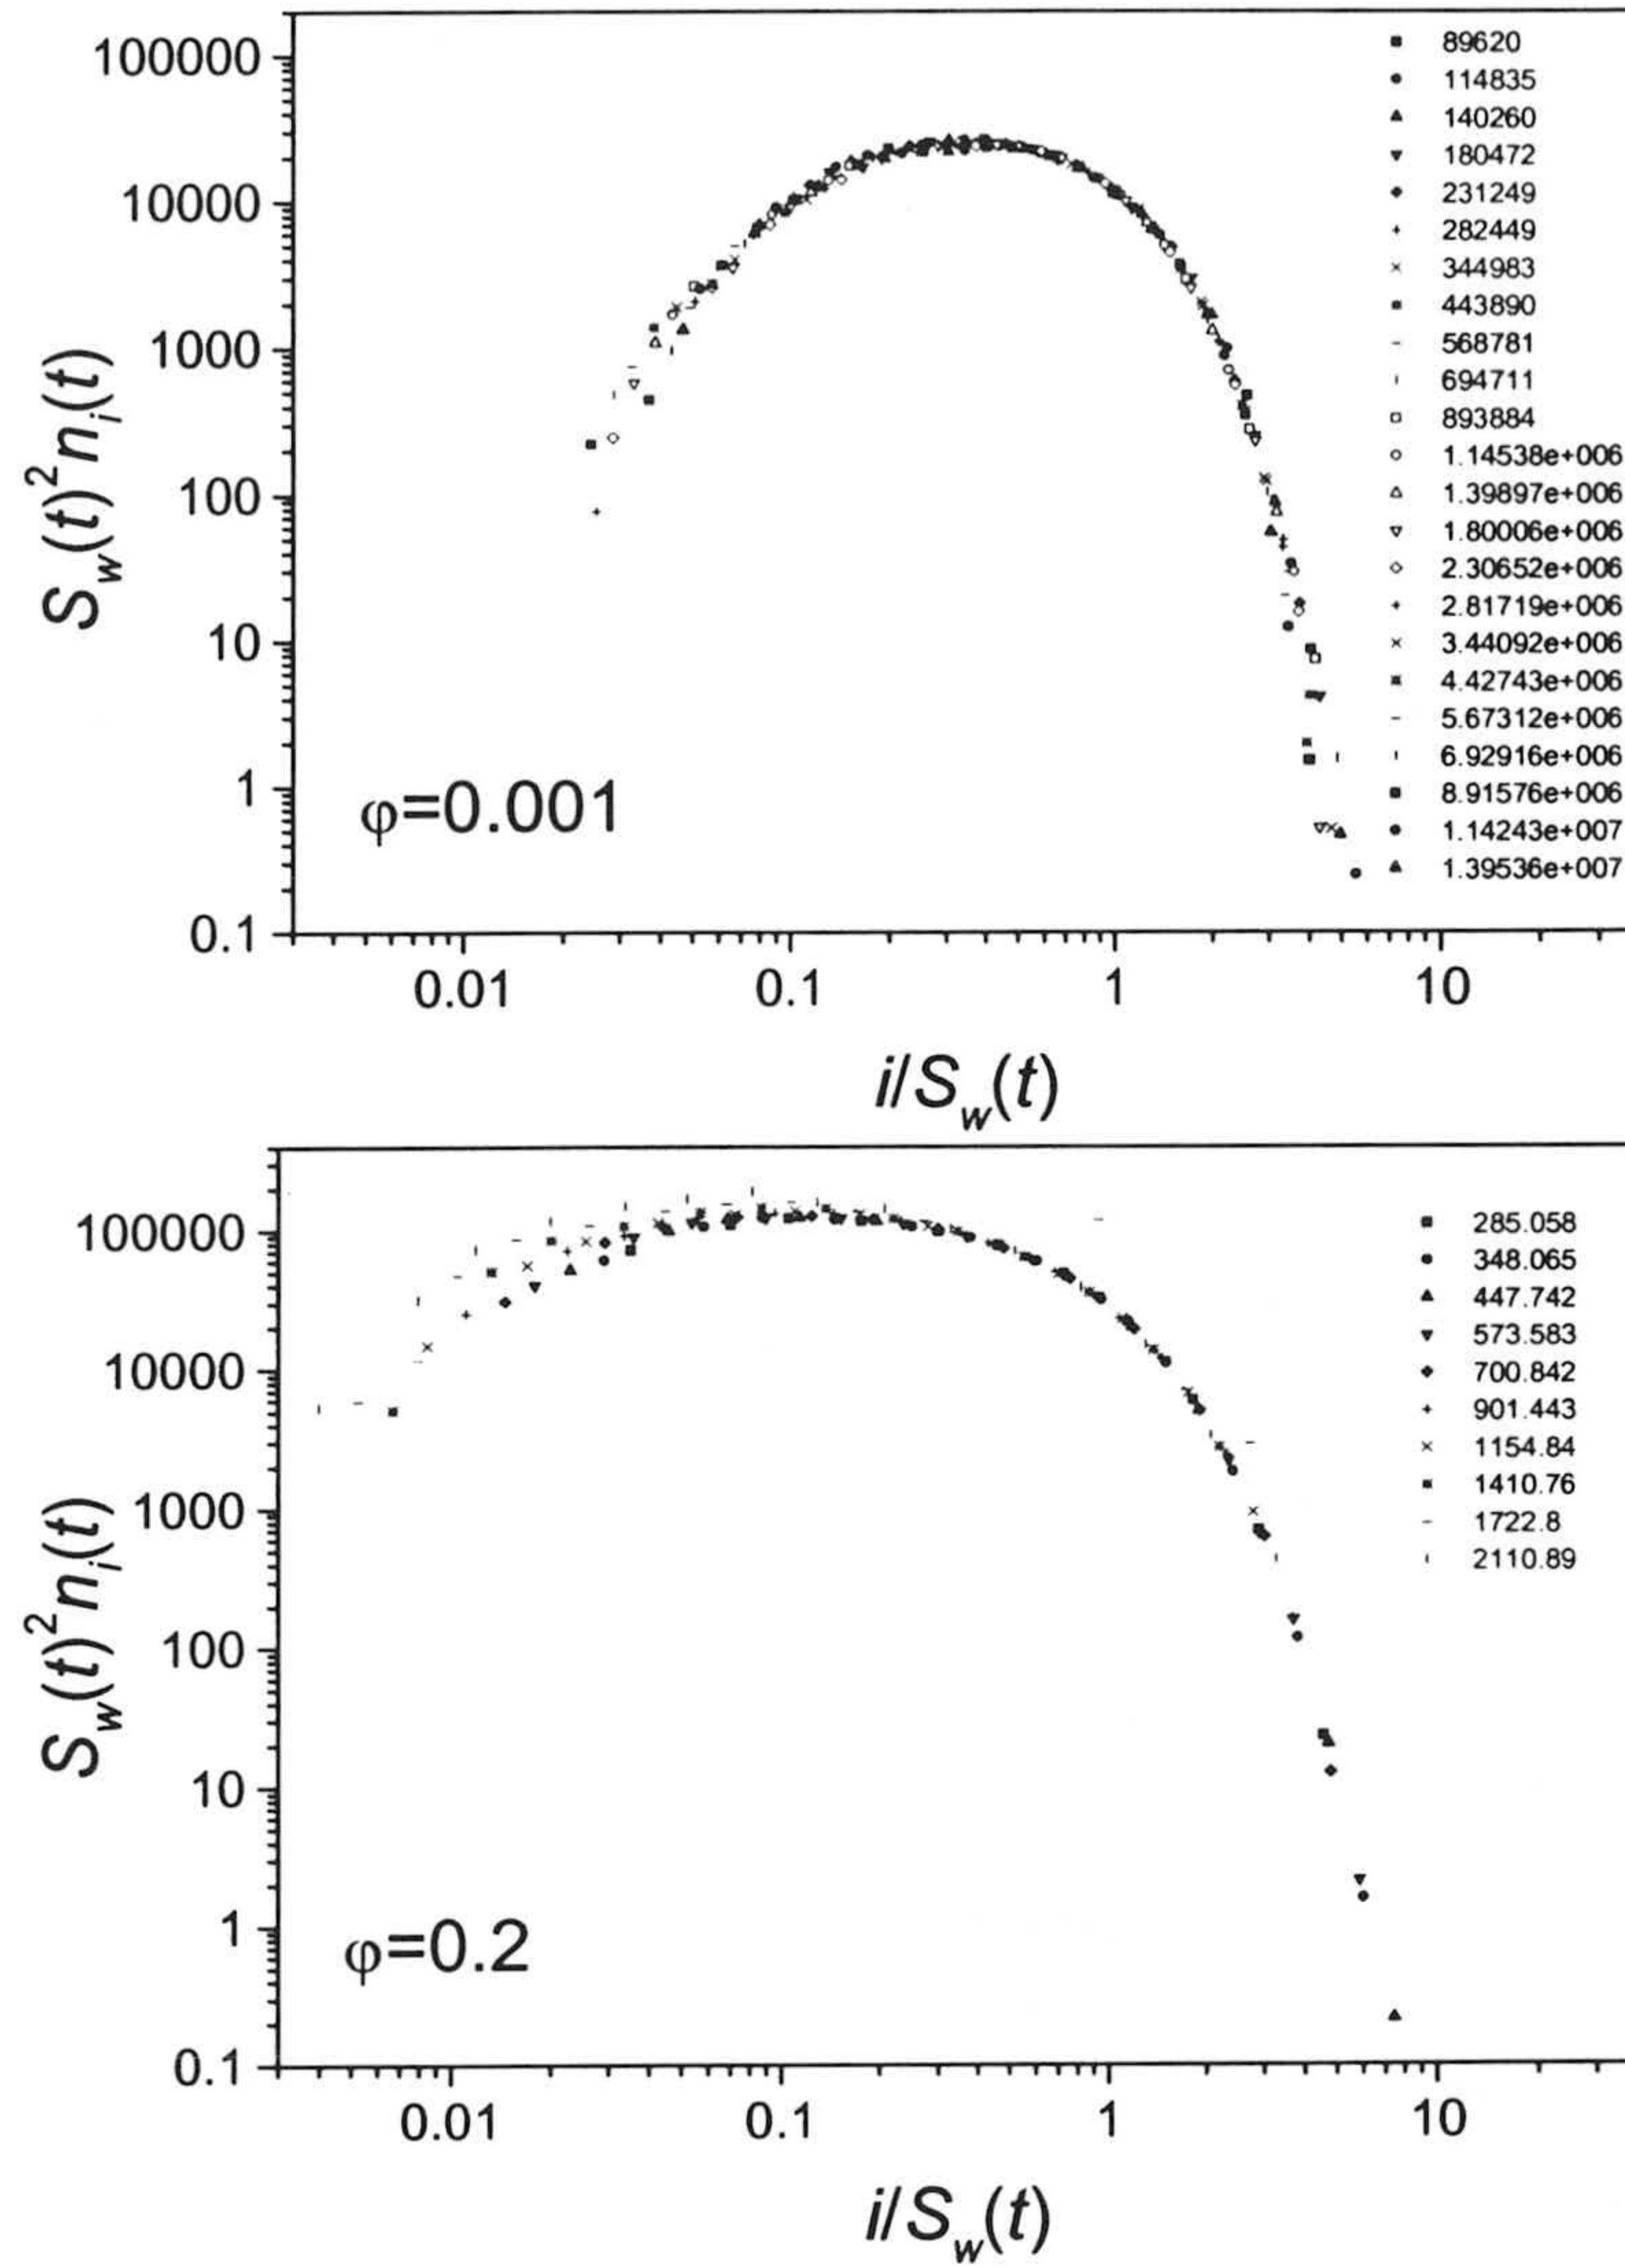 S_w(t)^2 n_i(t)
100000
10000
1000
100
10
1
0.1
89620
114835
140260
180472
231249
282449
344983
443890
568781
694711
893884
1.14538e+006
1.39897e+006
1.80006e+006
2.30652e+006
2.81719e+006
3.44092e+006
4.42743e+006
5.67312e+006
6.92916e+006
8.91576e+006
1.14243e+007
1.39536e+007
φ=0.001
0.01 0.1 1 10
i/S_w(t)
S_w(t)^2 n_i(t)
100000
10000
1000
100
10
1
0.1
285.058
348.065
447.742
573.583
700.842
901.443
1154.84
1410.76
1722.8
2110.89
φ=0.2
0.01 0.1 1 10
i/S_w(t)